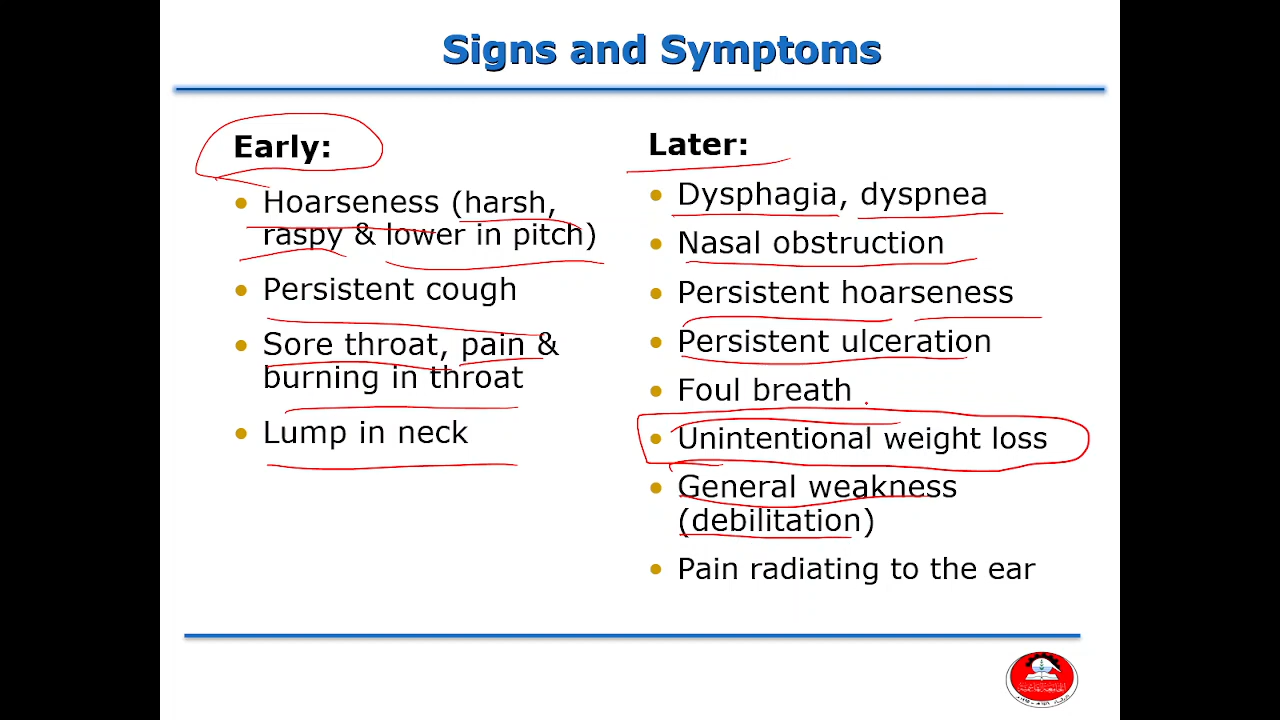 Signs and Symptoms
Early:
• Hoarseness (harsh,
raspy & lower in pitch)
• Persistent cough
• Sore throat, pain &
burning in throat
• Lump in neck
Later:
• Dysphagia, dyspnea
• Nasal obstruction
• Persistent hoarseness
• Persistent ulceration
• Foul breath
• Unintentional weight loss
• General weakness
(debilitation)
• Pain radiating to the ear